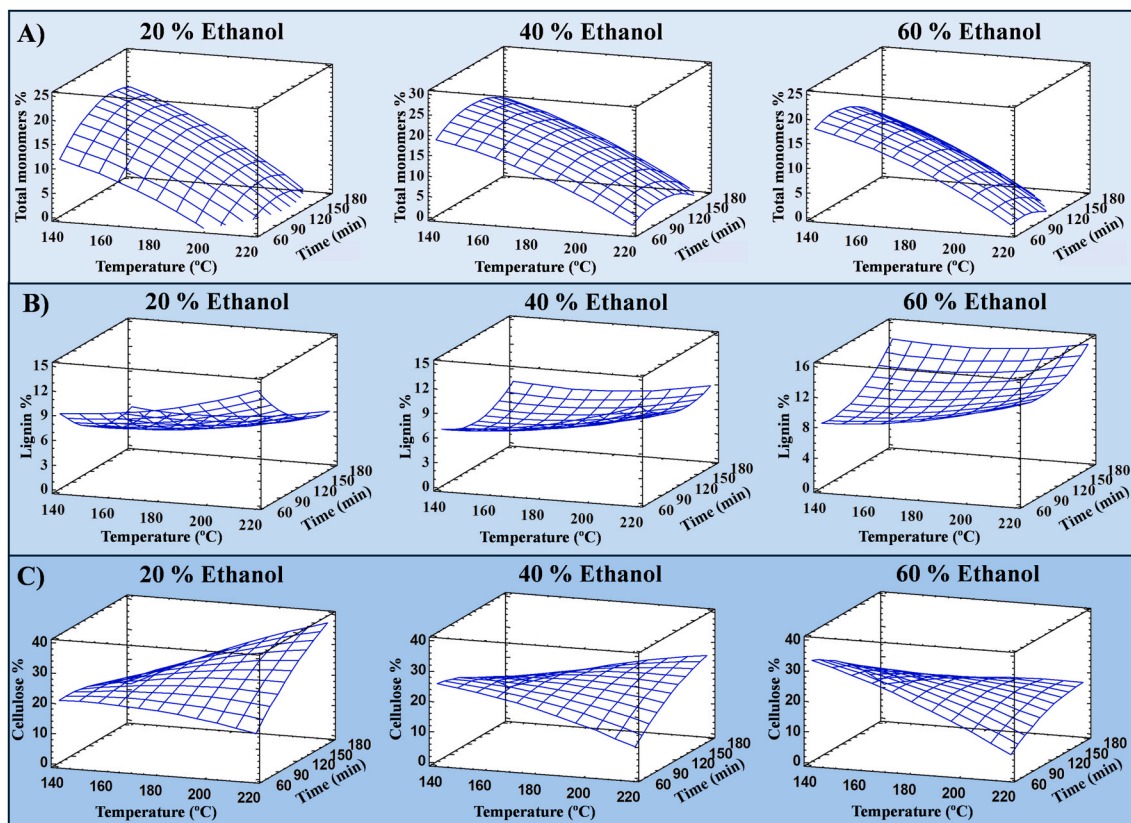 A)
20 % Ethanol
40 % Ethanol
60 % Ethanol
Total monomers %
25
20
15
10
5
0
140 160 180 200 220
Temperature (ºC)
60 90 120 150 180
Time (min)
Total monomers %
30
25
20
15
10
5
0
140 160 180 200 220
Temperature (ºC)
60 90 120 150 180
Time (min)
Total monomers %
25
20
15
10
5
0
140 160 180 200 220
Temperature (ºC)
60 90 120 150 180
Time (min)
B)
20 % Ethanol
40 % Ethanol
60 % Ethanol
Lignin %
15
12
9
6
3
0
140 160 180 200 220
Temperature (ºC)
60 90 120 150 180
Time (min)
Lignin %
15
12
9
6
3
0
140 160 180 200 220
Temperature (ºC)
60 90 120 150 180
Time (min)
Lignin %
16
12
8
4
0
140 160 180 200 220
Temperature (ºC)
60 90 120 150 180
Time (min)
C)
20 % Ethanol
40 % Ethanol
60 % Ethanol
Cellulose %
40
30
20
10
0
140 160 180 200 220
Temperature (ºC)
60 90 120 150 180
Time (min)
Cellulose %
40
30
20
10
0
140 160 180 200 220
Temperature (ºC)
60 90 120 150 180
Time (min)
Cellulose %
40
30
20
10
0
140 160 180 200 220
Temperature (ºC)
60 90 120 150 180
Time (min)